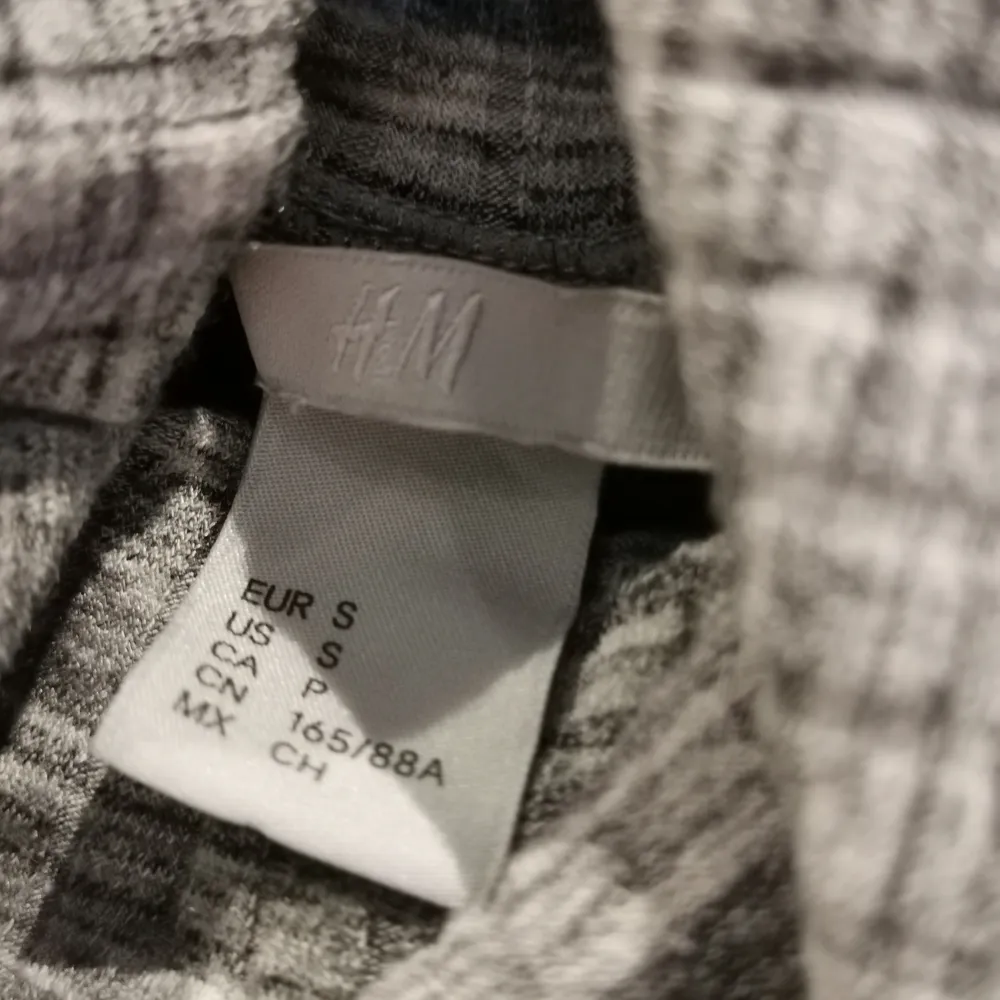 H&M
EUR S
US S
CA P
CN 165/88A
MX CH